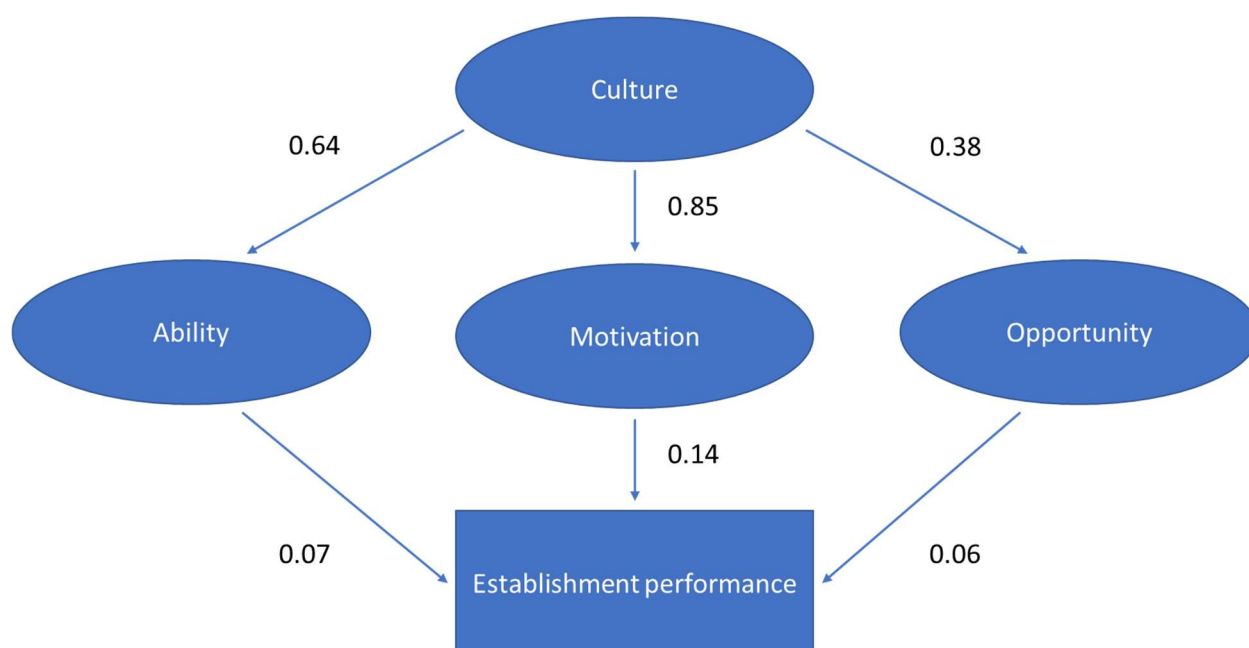 Culture
0.64
0.38
0.85
Ability
Motivation
Opportunity
0.14
0.07
0.06
Establishment performance